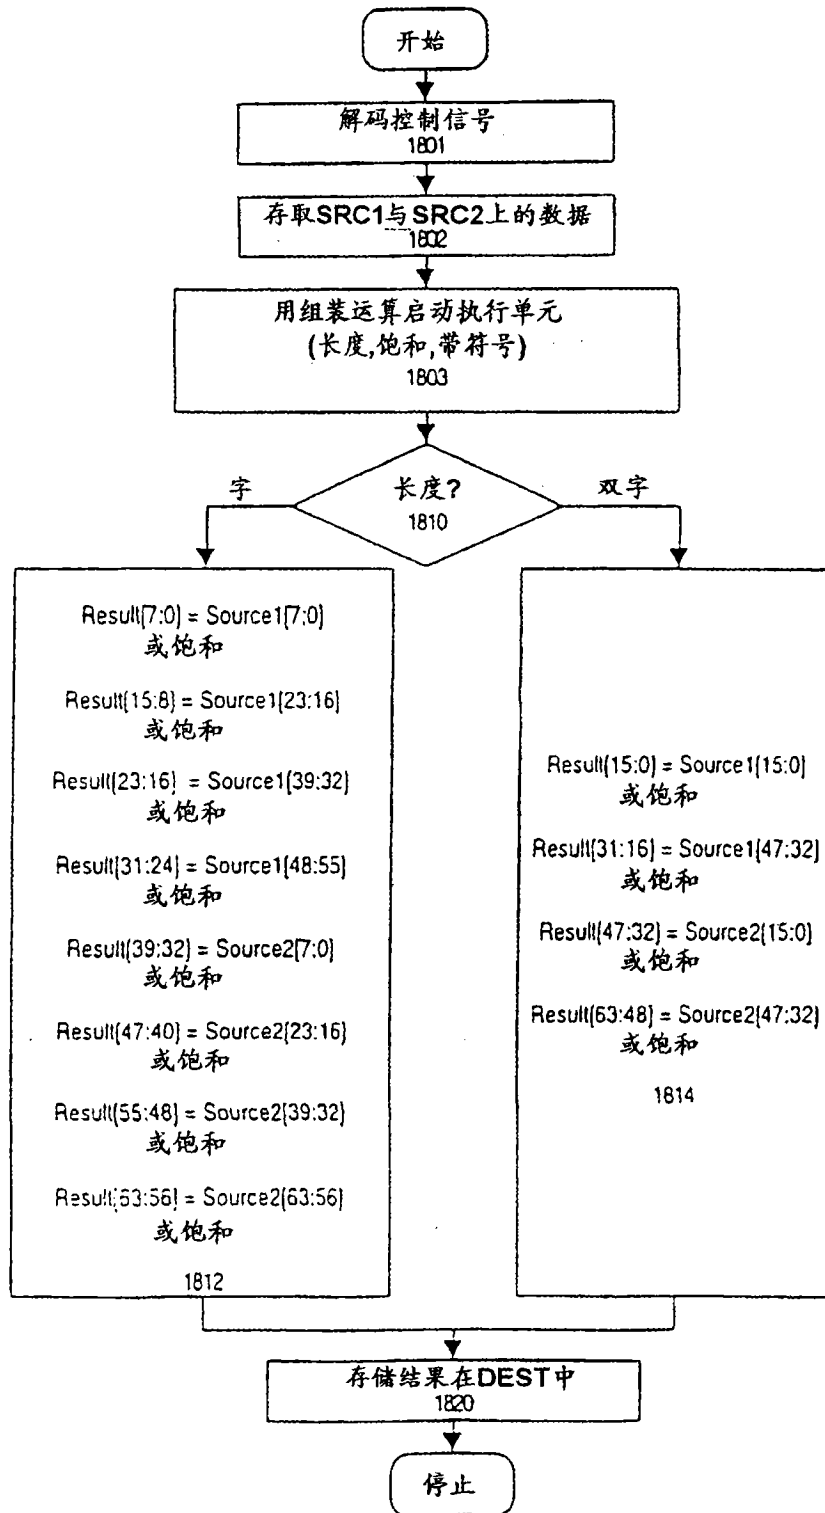 开始
解码控制信号
1801
存取SRC1与SRC2上的数据
1802
用组装运算启动执行单元
(长度,饱和,带符号)
1803
长度?
1810
字
双字
Result[7:0] = Source1[7:0]
或饱和
Result[15:8] = Source1[23:16]
或饱和
Result[23:16] = Source1[39:32]
或饱和
Result[31:24] = Source1[48:55]
或饱和
Result[39:32] = Source2[7:0]
或饱和
Result[47:40] = Source2[23:16]
或饱和
Result[55:48] = Source2[39:32]
或饱和
Result[63:56] = Source2[63:56]
或饱和
1812
Result[15:0] = Source1[15:0]
或饱和
Result[31:16] = Source1[47:32]
或饱和
Result[47:32] = Source2[15:0]
或饱和
Result[63:48] = Source2[47:32]
或饱和
1814
存储结果在DEST中
1820
停止